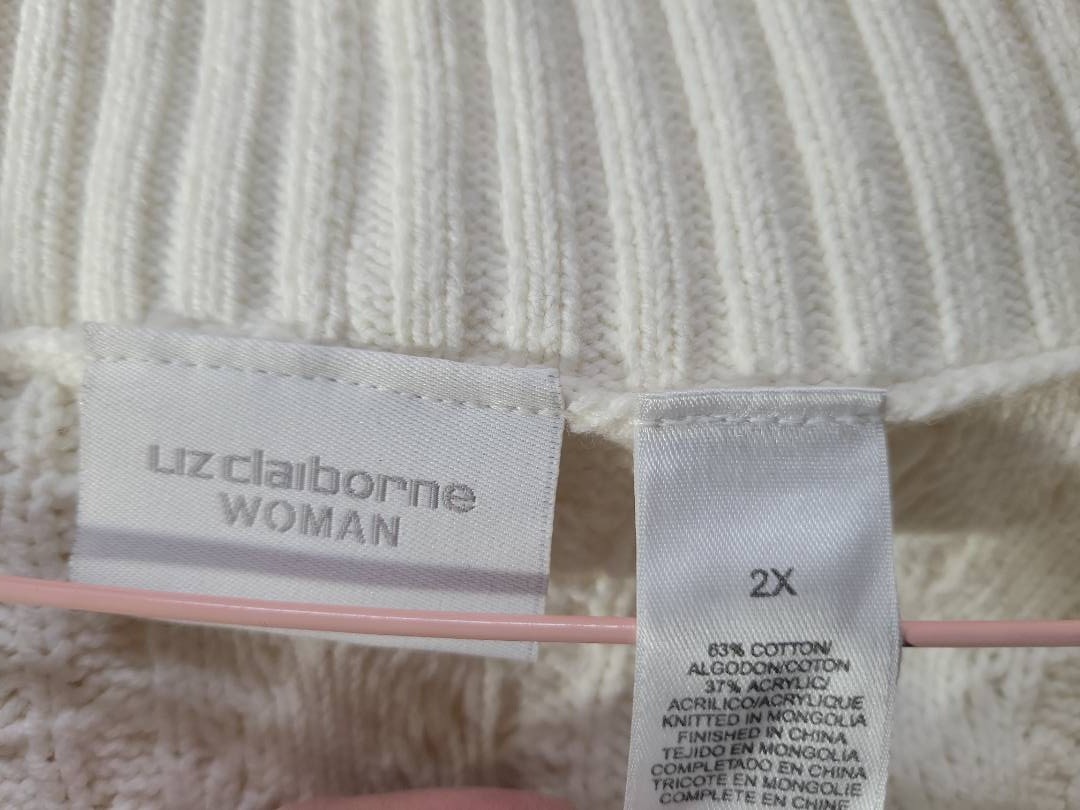 LIZ claiborne
WOMAN
2X
63% COTTON/
ALGODON/COTON
37% ACRYLIC/
ACRILICO/ACRYLIQUE
KNITTED IN MONGOLIA
FINISHED IN CHINA
TEJIDO EN MONGOLIA
COMPLETADO EN CHINA
TRICOTE EN MONGOLIE
COMPLETE EN CHINE